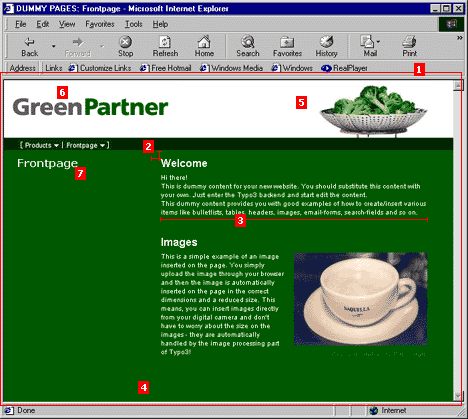 DUMMY PAGES: Frontpage - Microsoft Internet Explorer
File Edit View Favorites Tools Help
Back Forward Stop Refresh Home Search Favorites History Mail Print
Address Links Customize Links Free Hotmail Windows Media Windows RealPlayer
1
6
5
GreenPartner
[ Products | Frontpage ]
2
Frontpage
7
Welcome
Hi there!
This is dummy content for your new website. You should substitute this content with
your own. Just enter the Typo3 backend and start edit the content.
This dummy content provides you with good examples of how to create/insert various
items like bulletlists, tables, headers, images, email-forms, search-fields and so on.
3
Images
This is a simple example of an image
inserted on the page. You simply
upload the image through your browser
and then the image is automatically
inserted on the page in the correct
dimensions and a reduced size. This
means, you can insert images directly
from your digital camera and don't
have to worry about the size on the
images - they are automatically
handled by the image processing part
of Typo3!
SAQUELLA
4
Done Internet